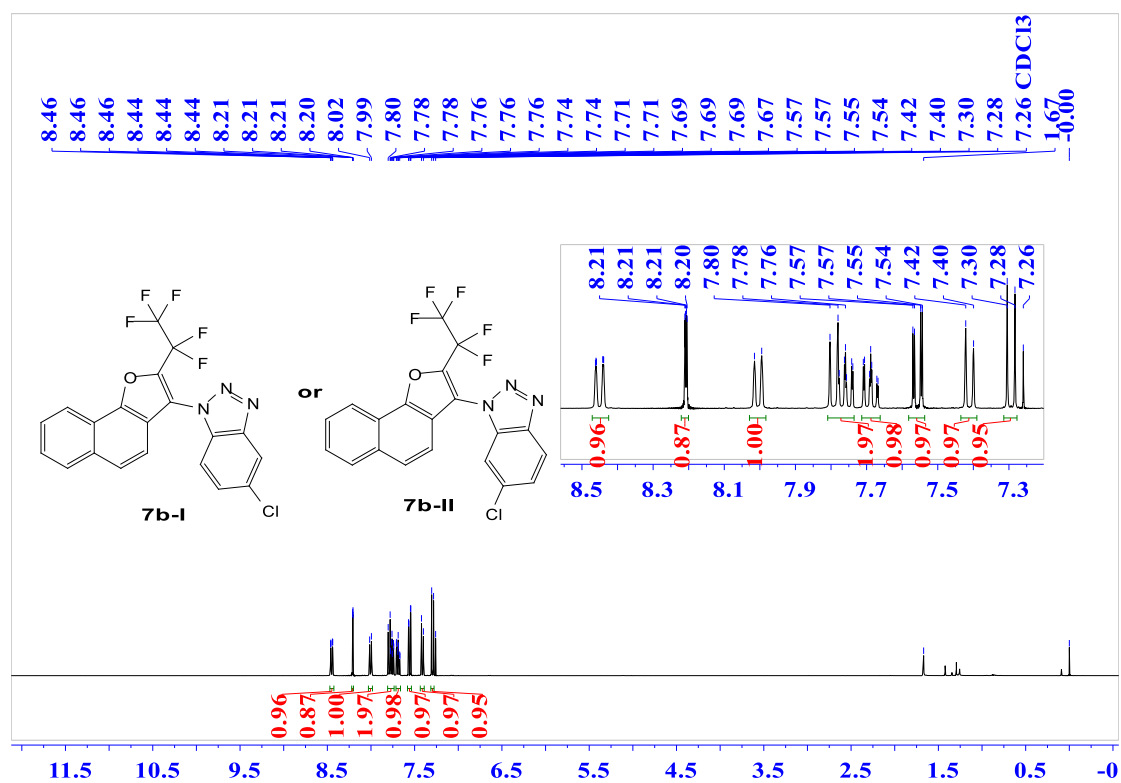 8.46 8.46 8.46 8.44 8.44 8.21 8.21 8.21 8.20 8.02 7.99 7.80 7.78 7.78 7.76 7.76 7.76 7.74 7.74 7.71 7.71 7.69 7.69 7.69 7.67 7.57 7.57 7.55 7.54 7.42 7.40 7.30 7.28 7.26 CDCl3 1.67 -0.00
8.21 8.21 8.21 8.20 7.80 7.78 7.76 7.57 7.57 7.55 7.54 7.42 7.40 7.30 7.28 7.26
0.96 0.87 1.00 1.97 0.98 0.97 0.97 0.95
8.5 8.3 8.1 7.9 7.7 7.5 7.3
F F
F F
F
O N
N N
Cl
7b-I
or
F F
F F
F
O N
N N
Cl
7b-II
0.96 0.87 1.00 1.97 0.98 0.97 0.97 0.95
11.5 10.5 9.5 8.5 7.5 6.5 5.5 4.5 3.5 2.5 1.5 0.5 -0